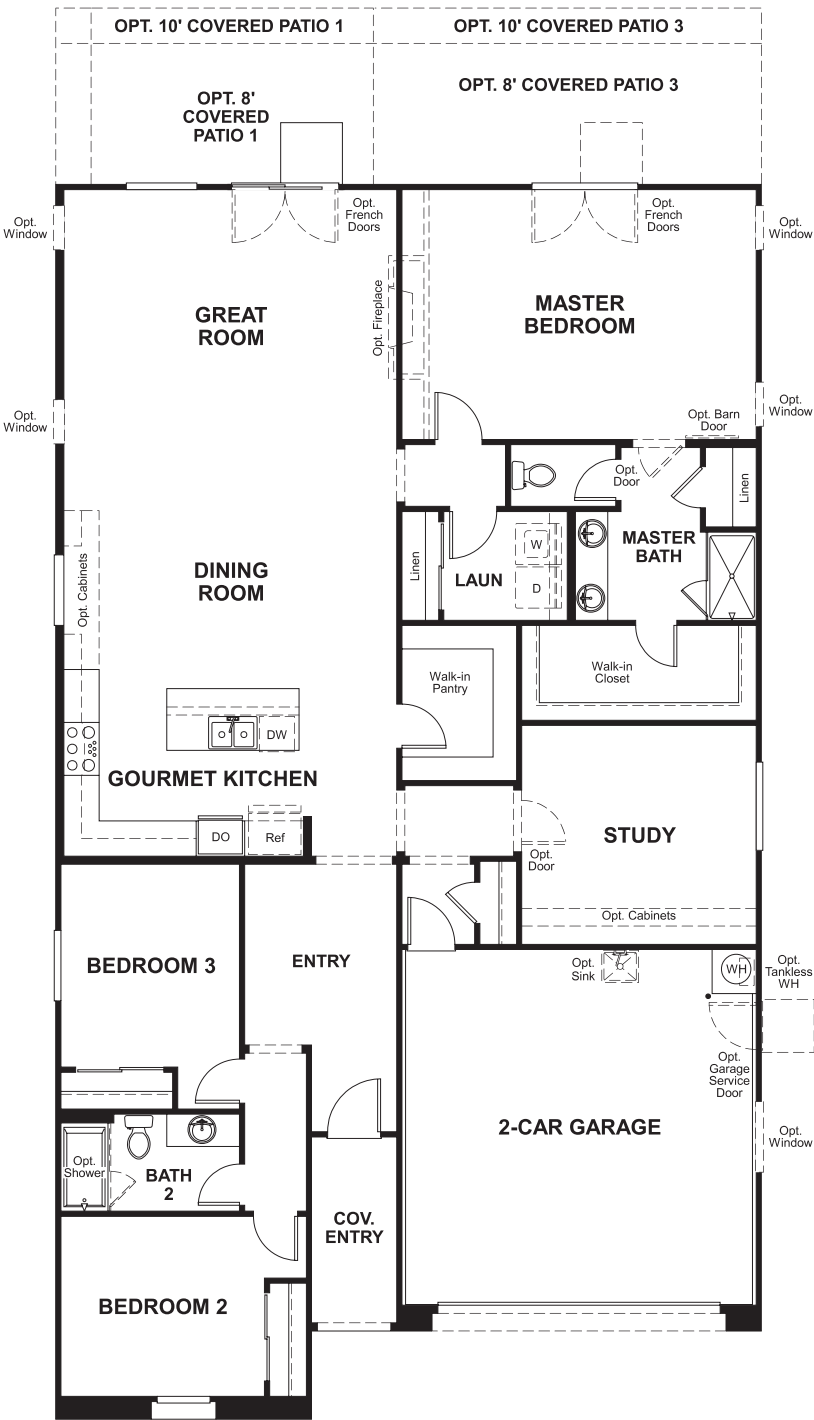 OPT. 10' COVERED PATIO 1
OPT. 10' COVERED PATIO 3
OPT. 8'
COVERED
PATIO 1
OPT. 8' COVERED PATIO 3
Opt.
Window
Opt.
French
Doors
Opt.
French
Doors
Opt.
Window
GREAT
ROOM
Opt. Fireplace
MASTER
BEDROOM
Opt.
Window
Opt. Barn
Door
Opt.
Window
Opt.
Door
Linen
Linen
LAUN
W
D
MASTER
BATH
DINING
ROOM
Opt. Cabinets
Walk-in
Pantry
Walk-in
Closet
DW
GOURMET KITCHEN
DO
Ref
STUDY
Opt.
Door
Opt. Cabinets
BEDROOM 3
ENTRY
Opt.
Sink
WH
Opt.
Tankless
WH
Opt.
Garage
Service
Door
2-CAR GARAGE
Opt.
Window
Opt.
Shower
BATH
2
COV.
ENTRY
BEDROOM 2